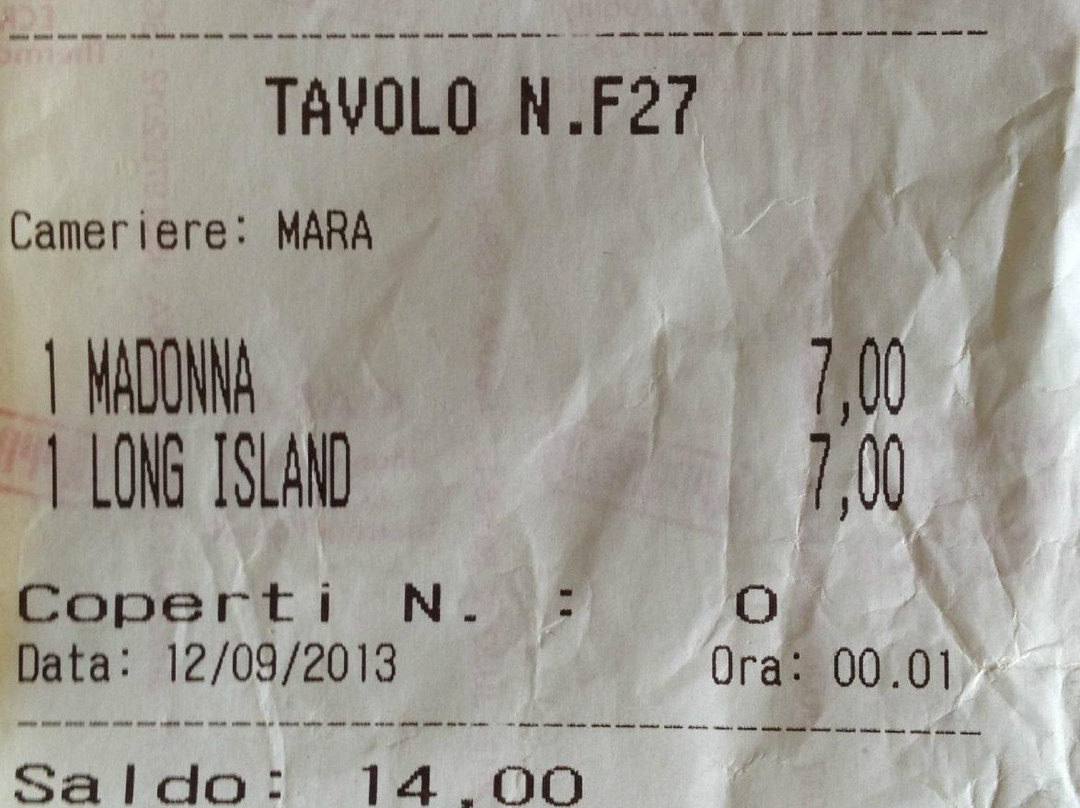 TAVOLO N.F27
Cameriere: MARA
1 MADONNA 7,00
1 LONG ISLAND 7,00
Coperti N. : 0
Data: 12/09/2013 Ora: 00.01
Saldo: 14,00